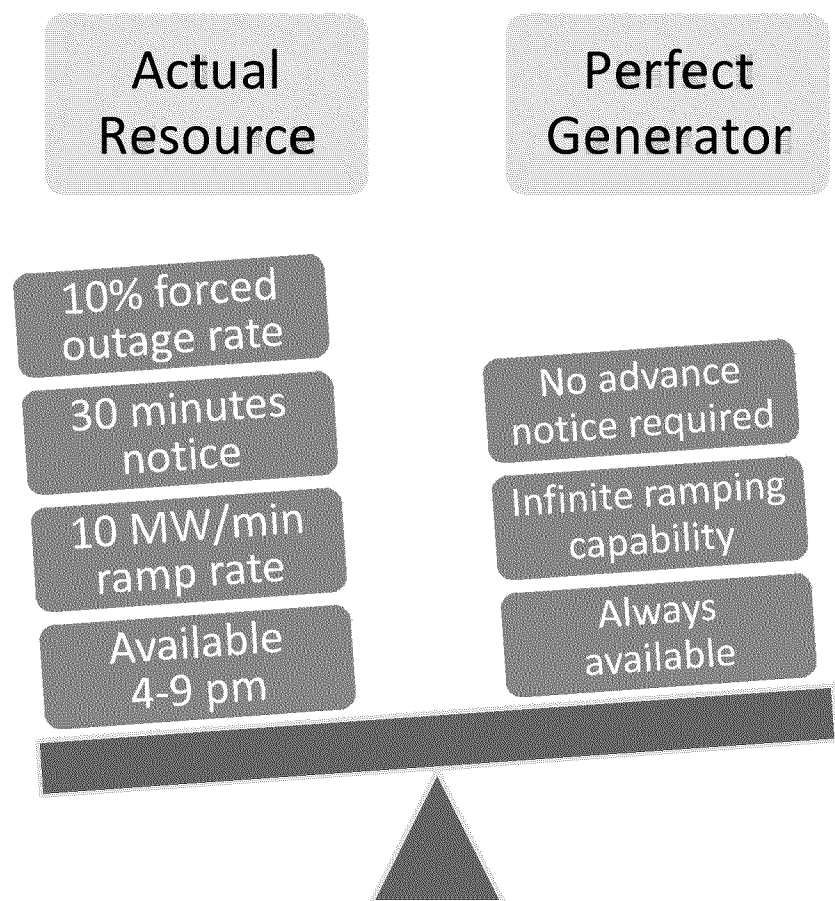 Actual
Resource
Perfect
Generator
10% forced
outage rate
30 minutes
notice
10 MW/min
ramp rate
Available
4-9 pm
No advance
notice required
Infinite ramping
capability
Always
available